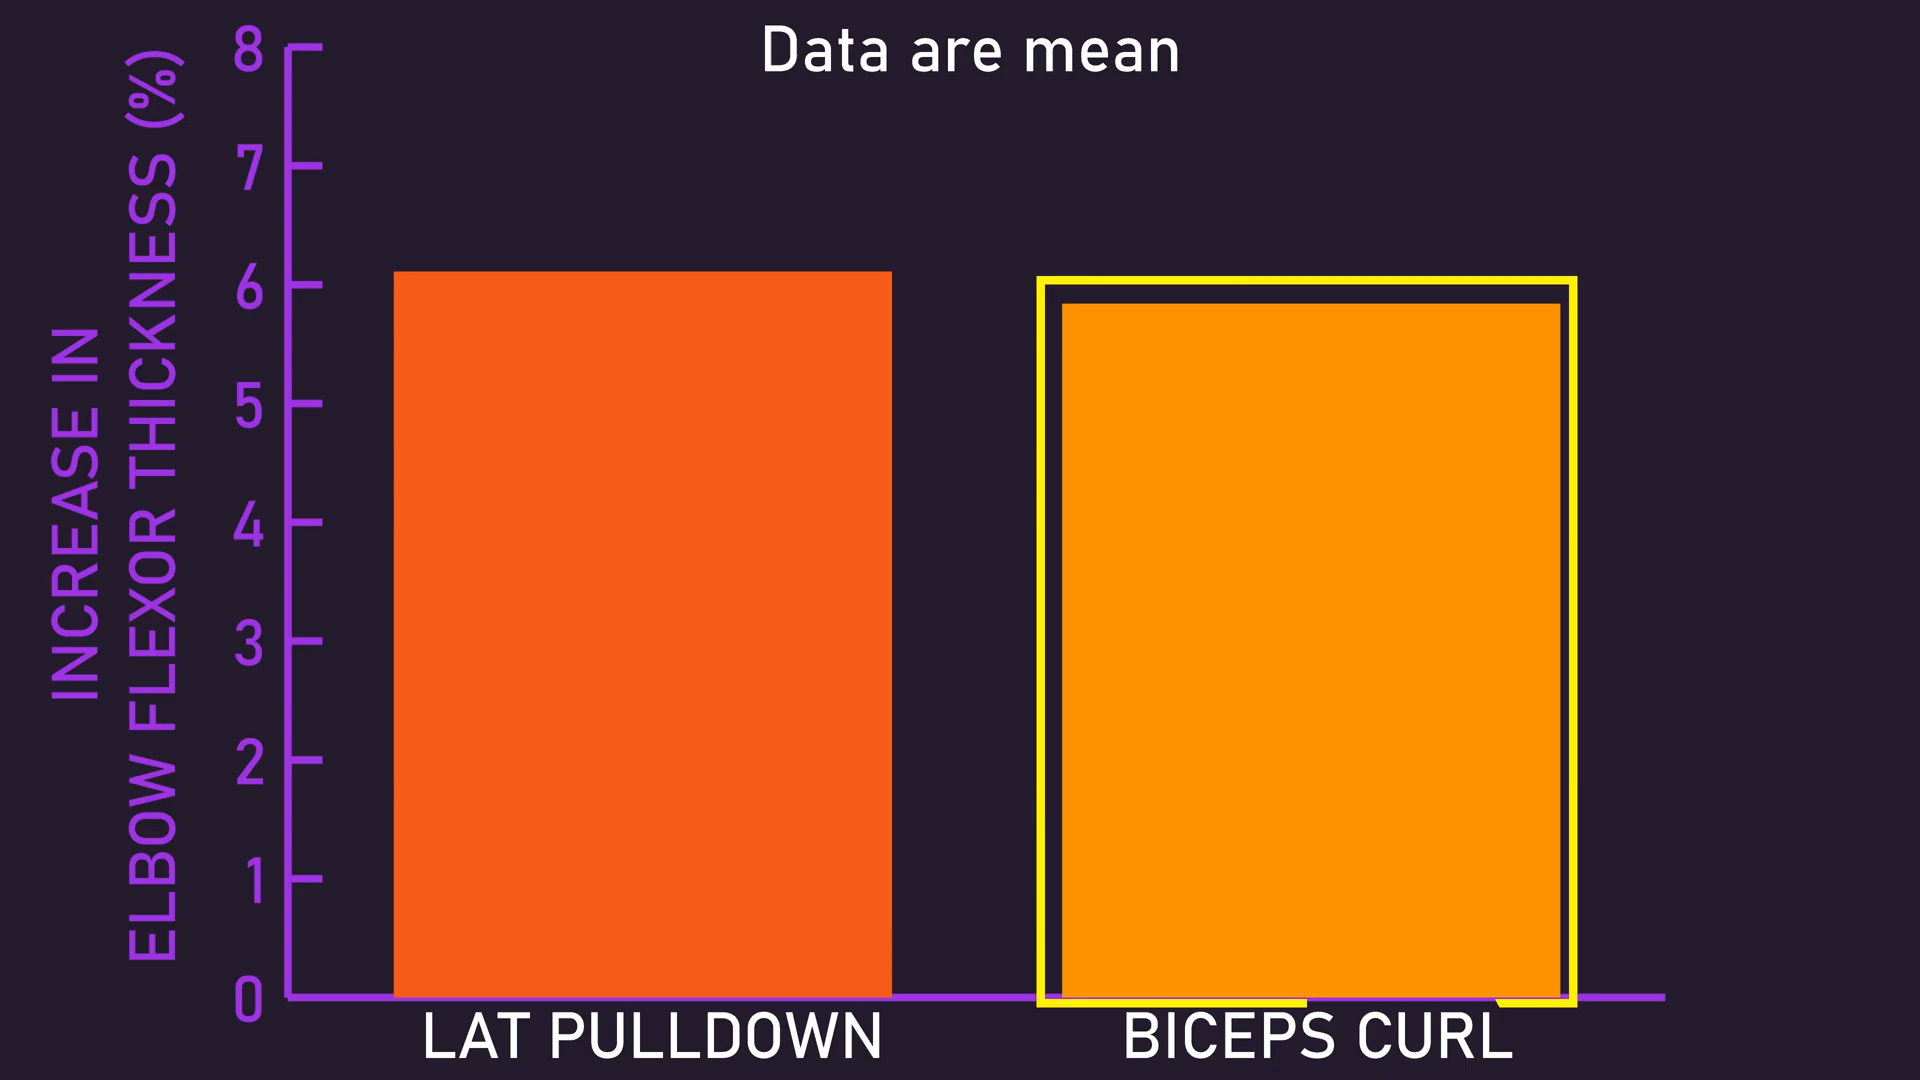 Data are mean
INCREASE IN
ELBOW FLEXOR THICKNESS (%)
8
7
6
5
4
3
2
1
0
LAT PULLDOWN
BICEPS CURL